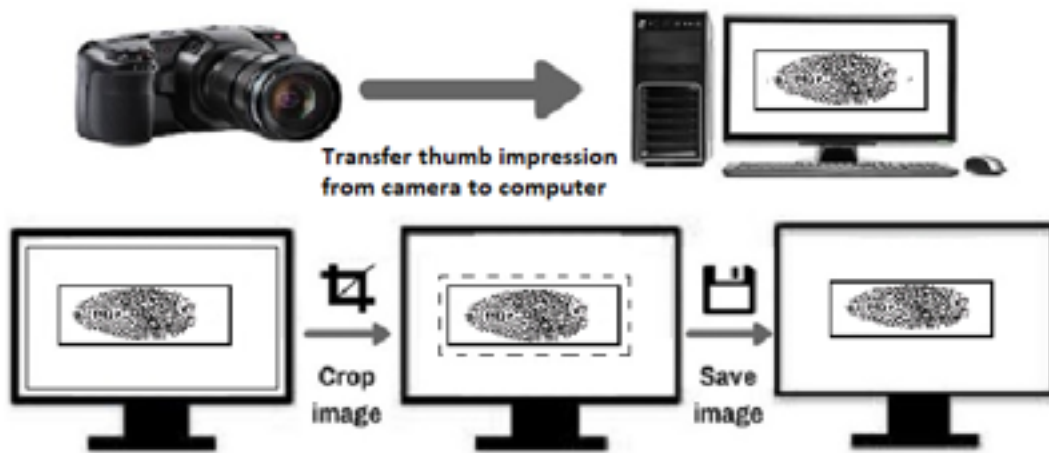 Transfer thumb impression
from camera to computer
Crop
image
Save
image